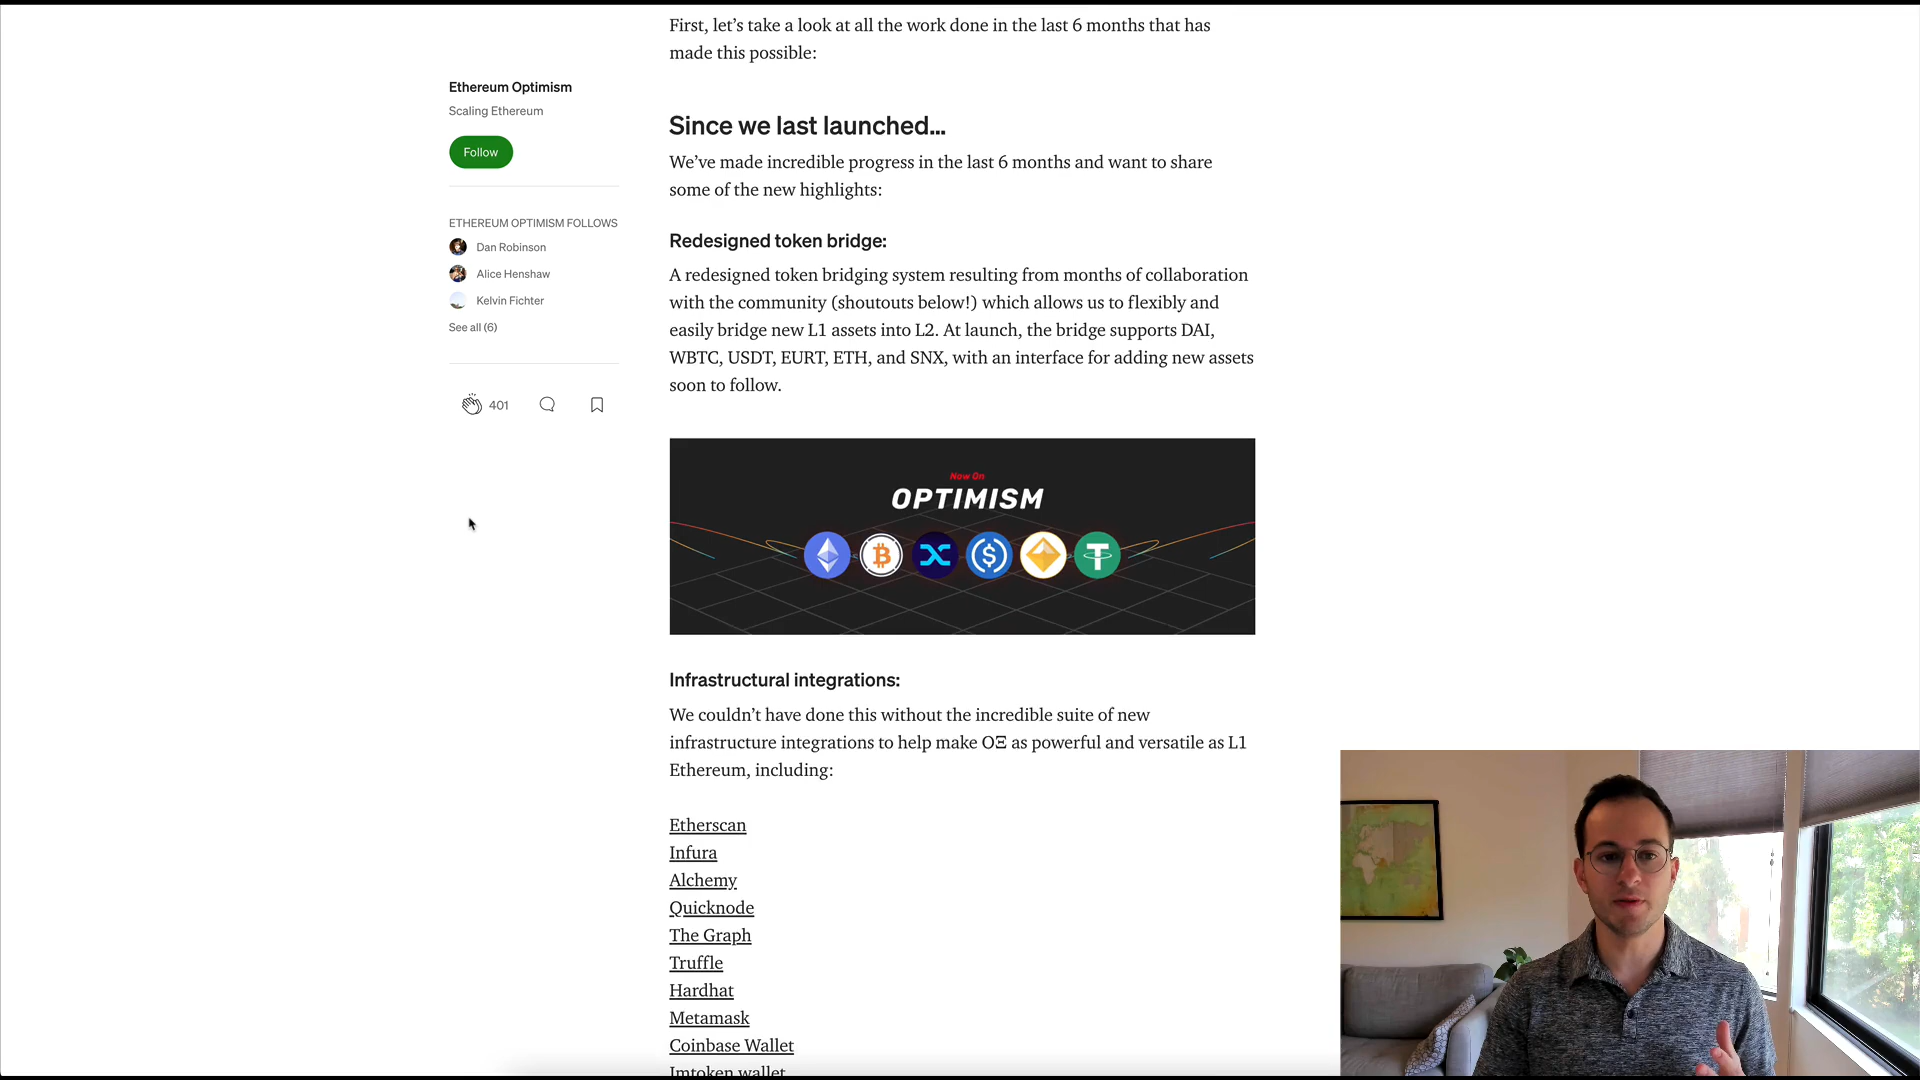 First, let’s take a look at all the work done in the last 6 months that has
made this possible:
Ethereum Optimism
Scaling Ethereum
Follow
ETHEREUM OPTIMISM FOLLOWS
Dan Robinson
Alice Henshaw
Kelvin Fichter
See all (6)
401
Since we last launched…
We’ve made incredible progress in the last 6 months and want to share
some of the new highlights:
Redesigned token bridge:
A redesigned token bridging system resulting from months of collaboration
with the community (shoutouts below!) which allows us to flexibly and
easily bridge new L1 assets into L2. At launch, the bridge supports DAI,
WBTC, USDT, EURT, ETH, and SNX, with an interface for adding new assets
soon to follow.
Now On
OPTIMISM
Infrastructural integrations:
We couldn’t have done this without the incredible suite of new
infrastructure integrations to help make OΞ as powerful and versatile as L1
Ethereum, including:
Etherscan
Infura
Alchemy
Quicknode
The Graph
Truffle
Hardhat
Metamask
Coinbase Wallet
Imtoken wallet